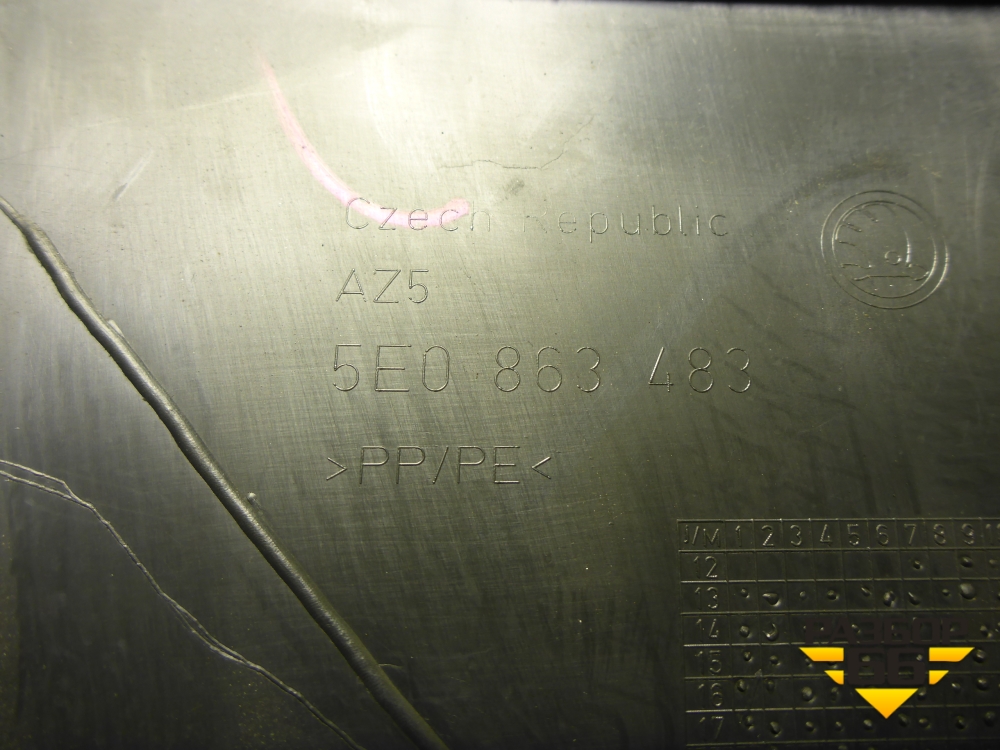 Czech Republic
AZ5
5E0 863 483
>PP/PE<
J/M 1 2 3 4 5 6 7 8 9
12
13
14
15
16
17